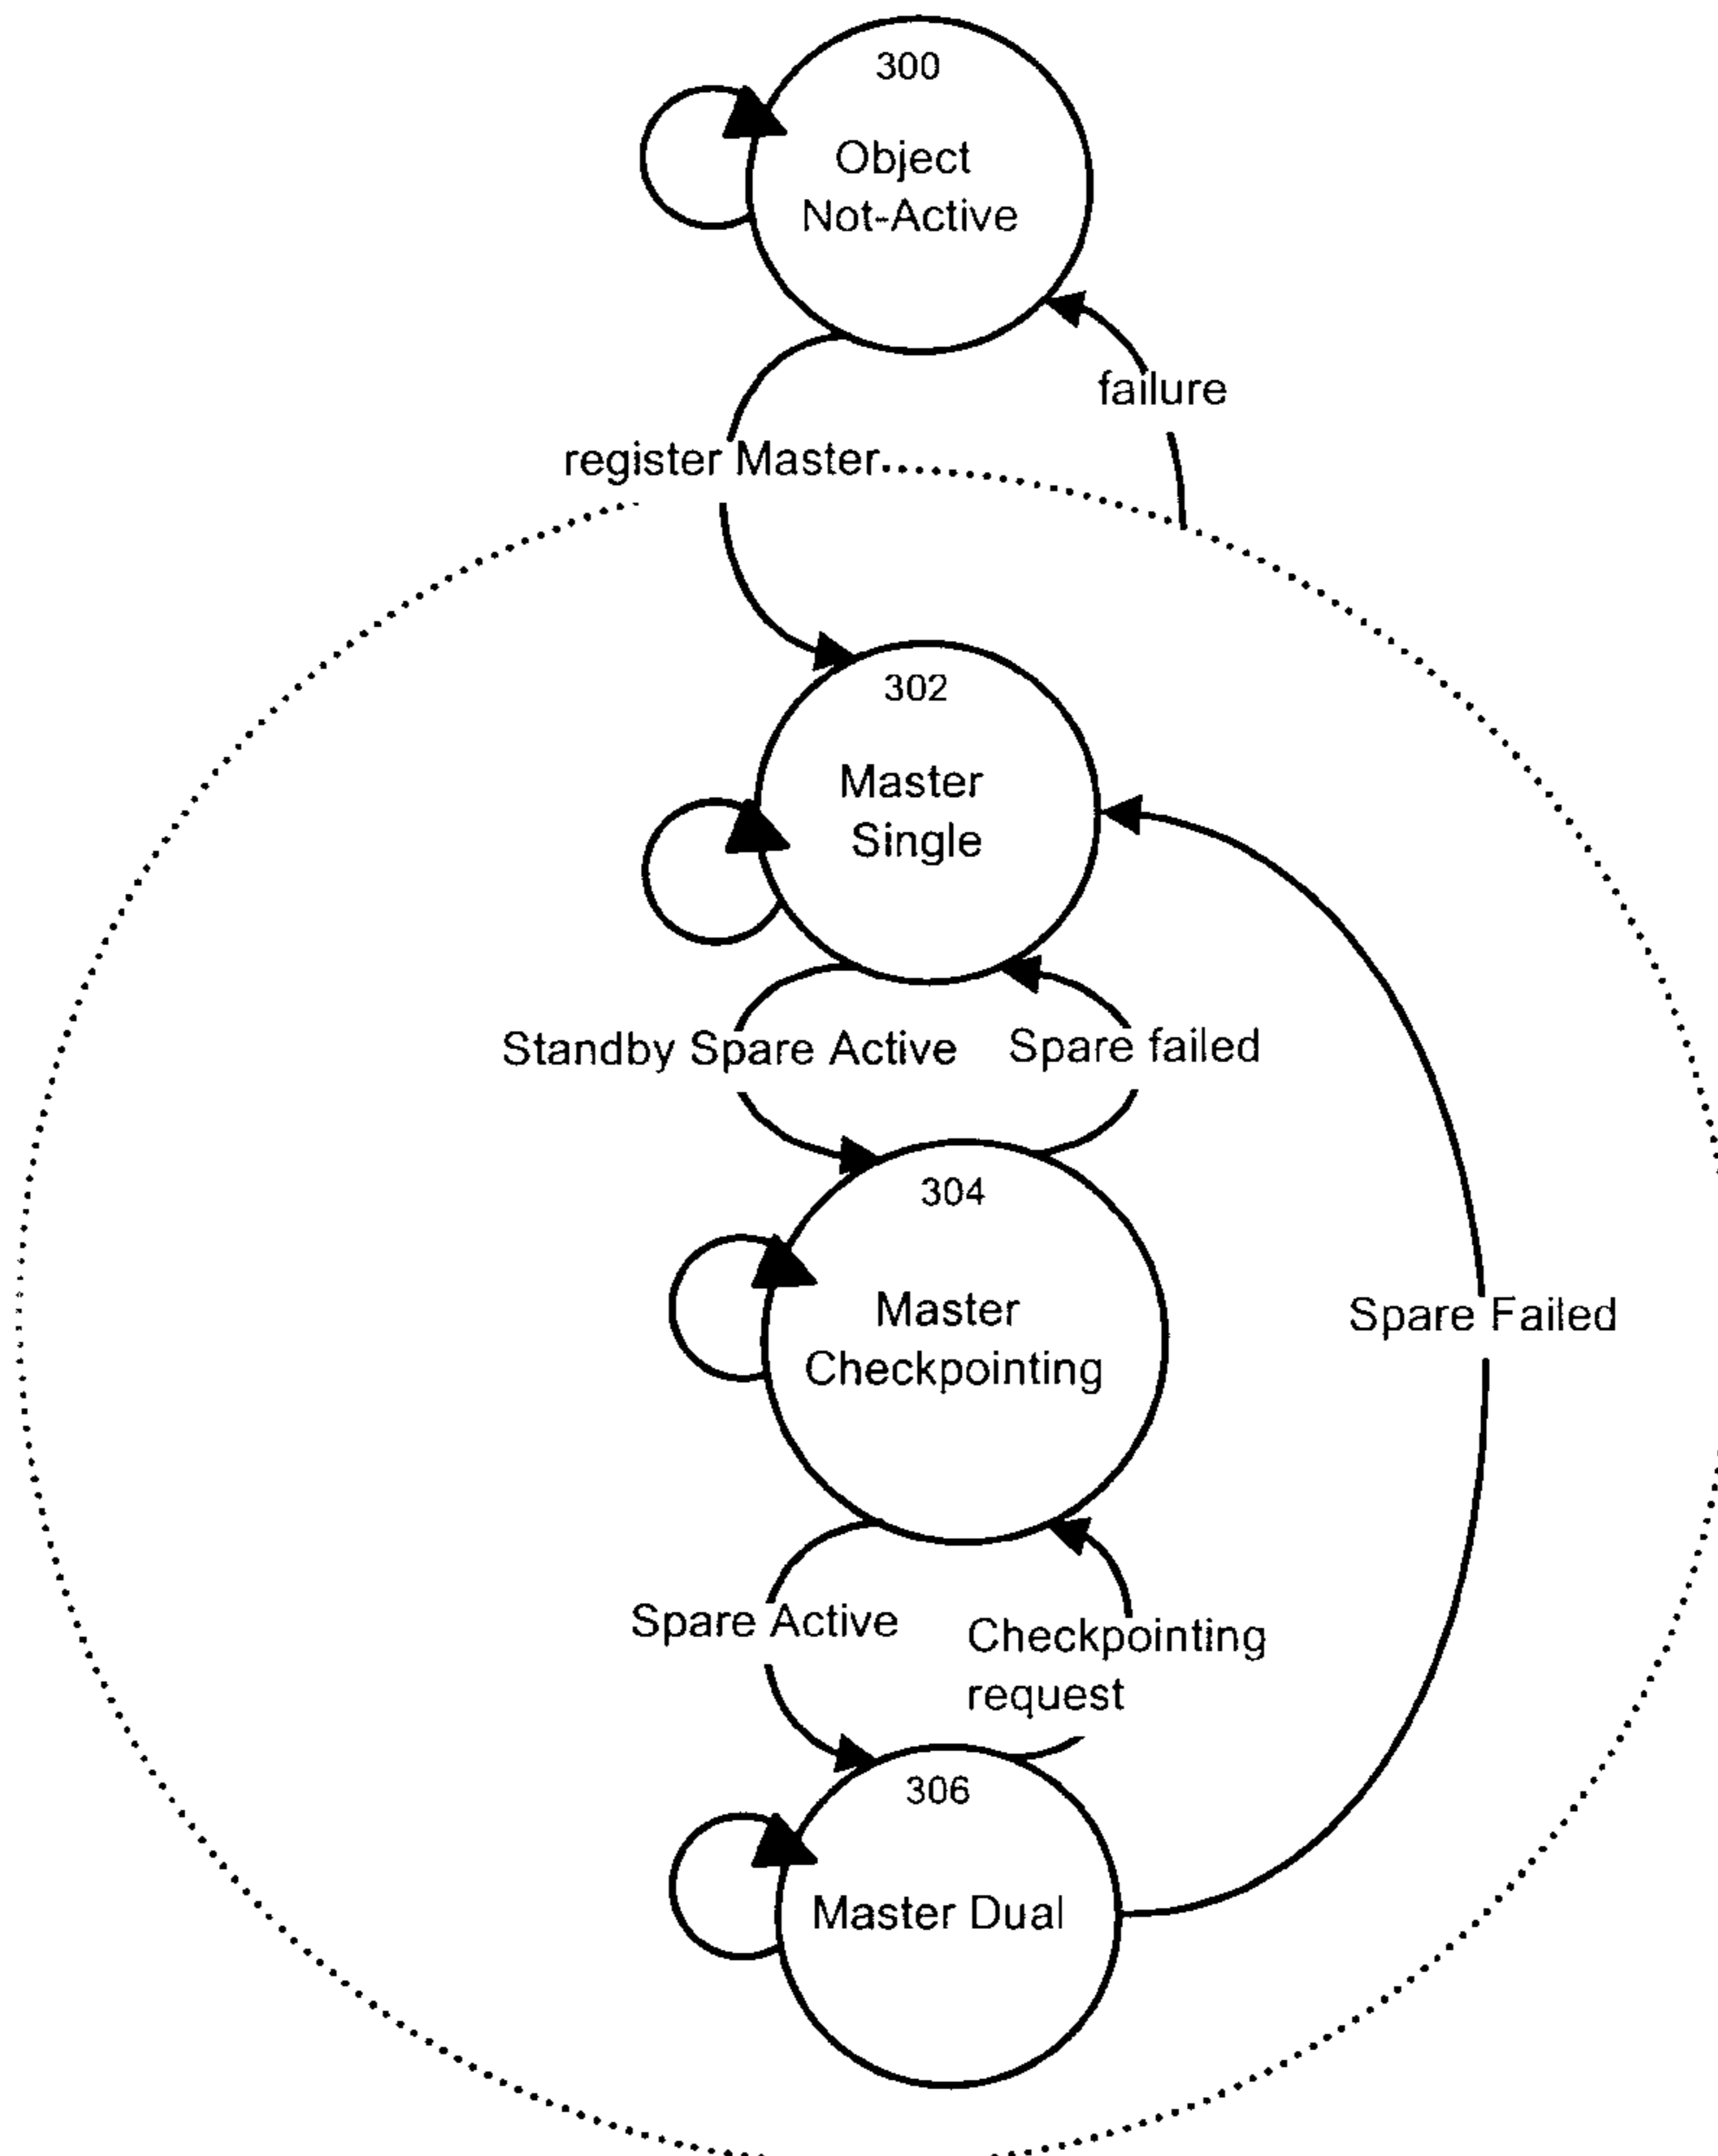 300
Object
Not-Active
failure
register Master
302
Master
Single
Standby Spare Active
Spare failed
304
Master
Checkpointing
Spare Failed
Spare Active
Checkpointing
request
306
Master Dual